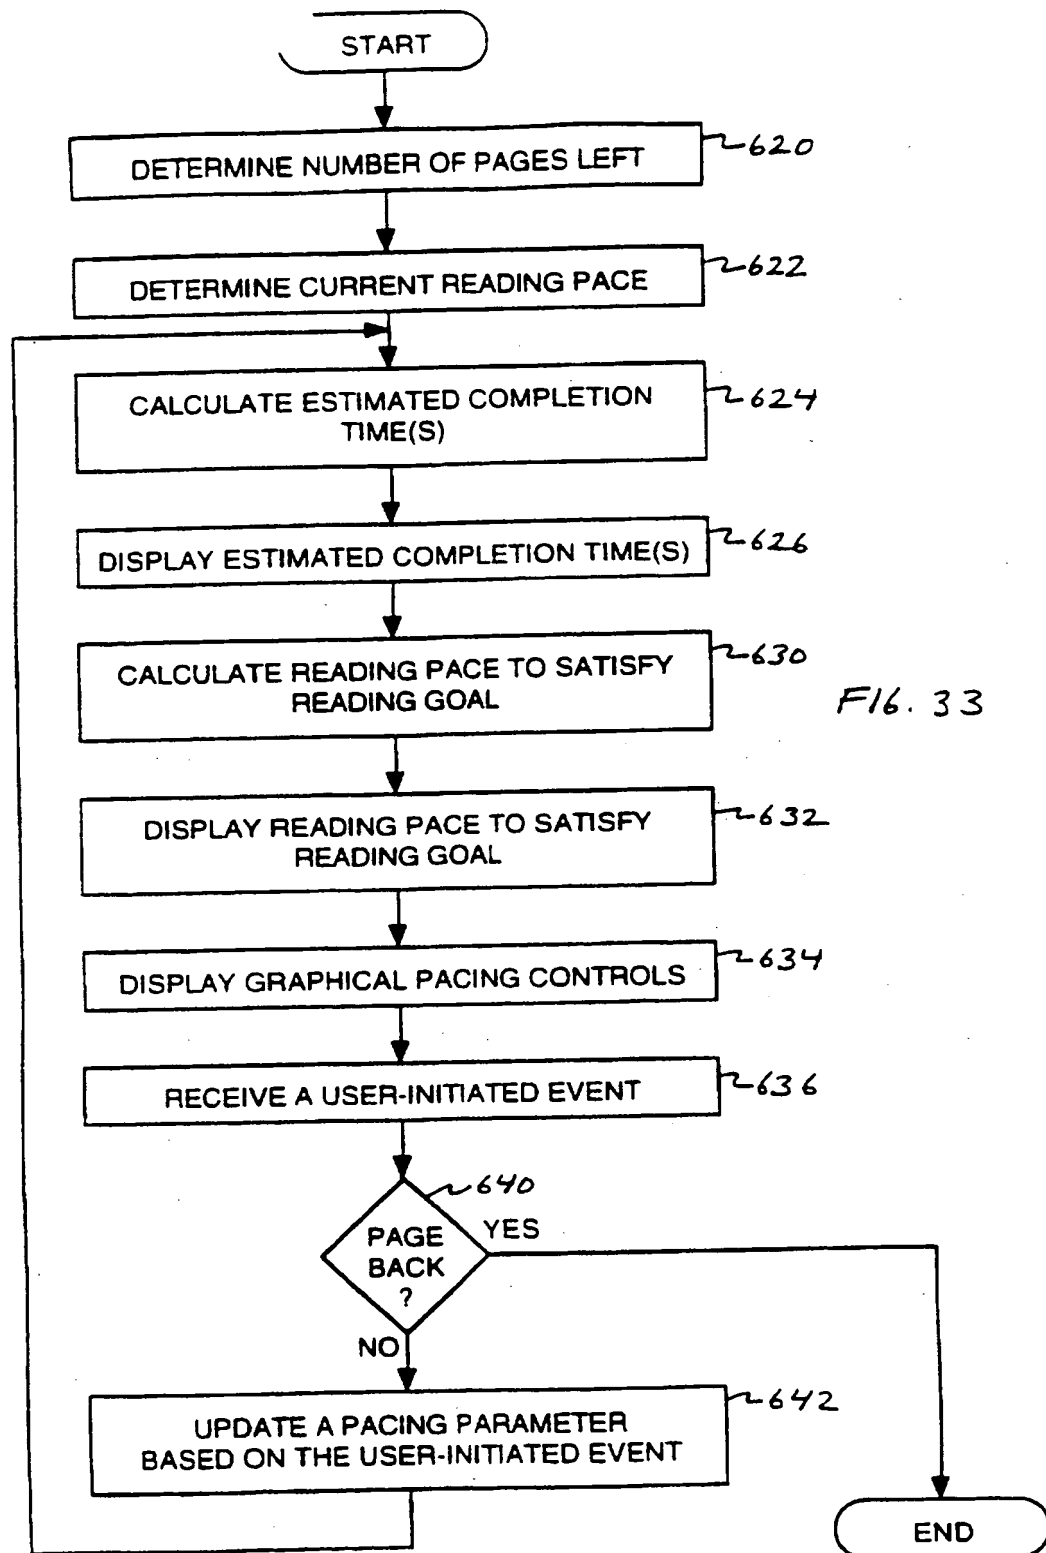 START
DETERMINE NUMBER OF PAGES LEFT
620
DETERMINE CURRENT READING PACE
622
CALCULATE ESTIMATED COMPLETION
TIME(S)
624
DISPLAY ESTIMATED COMPLETION TIME(S)
626
CALCULATE READING PACE TO SATISFY
READING GOAL
630
FIG. 33
DISPLAY READING PACE TO SATISFY
READING GOAL
632
DISPLAY GRAPHICAL PACING CONTROLS
634
RECEIVE A USER-INITIATED EVENT
636
640
PAGE
BACK
?
YES
NO
UPDATE A PACING PARAMETER
BASED ON THE USER-INITIATED EVENT
642
END